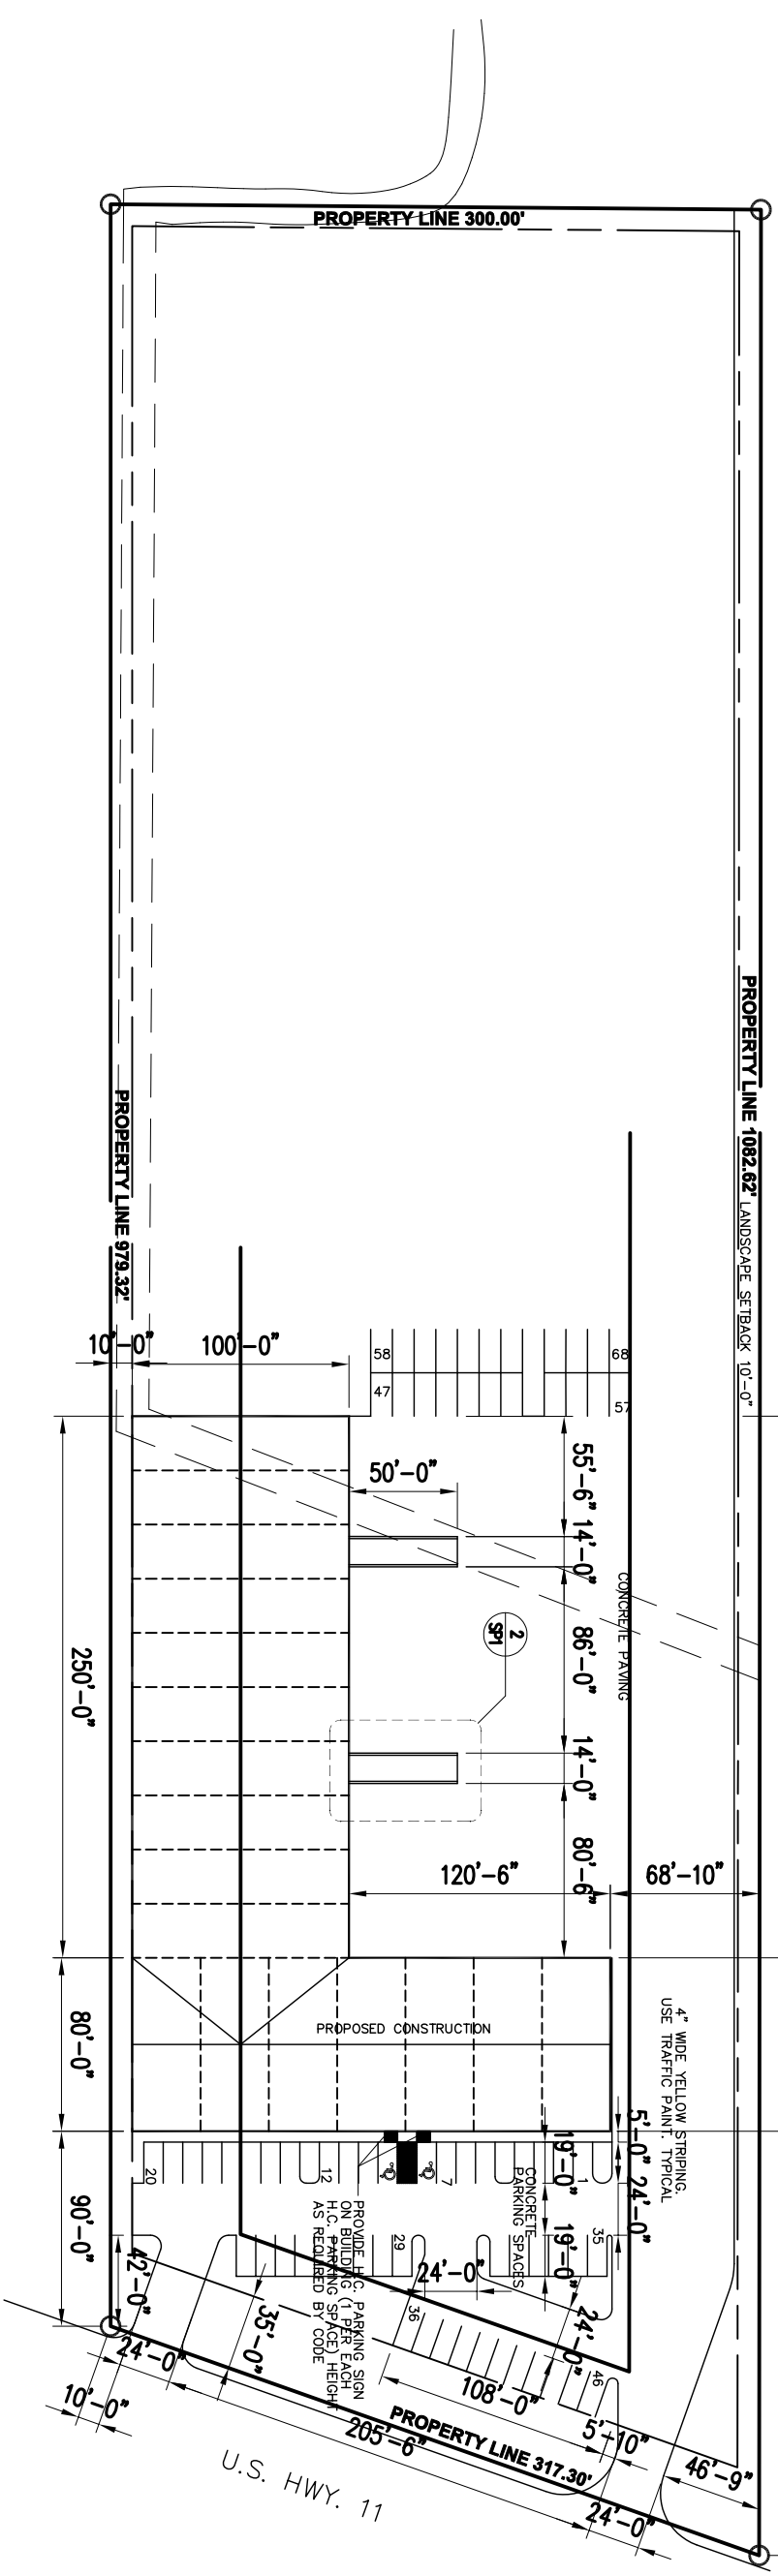 PROPERTY LINE 300.00'
PROPERTY LINE 1082.62'
LANDSCAPE SETBACK 10'-0"
PROPERTY LINE 979.32'
10'-0"
100'-0"
58
68
47
57
50'-0"
55'-6"
14'-0"
CONCRETE PAVING
2
SP1
86'-0"
250'-0"
14'-0"
80'-6"
120'-6"
68'-10"
4" WIDE YELLOW STRIPING.
USE TRAFFIC PAINT. TYPICAL
PROPOSED CONSTRUCTION
80'-0"
5'-0"
24'-0"
19'-0"
20
12
7
1
CONCRETE
PARKING SPACES
PROVIDE H.C. PARKING SIGN
ON BUILDING (1 PER EACH
H.C. PARKING SPACE) HEIGHT
AS REQUIRED BY CODE
90'-0"
29
35
19'-0"
24'-0"
42'-0"
35'-0"
36
24'-0"
46
108'-0"
5'-10"
46'-9"
24'-0"
10'-0"
205'-6"
PROPERTY LINE 317.30'
24'-0"
U.S. HWY. 11